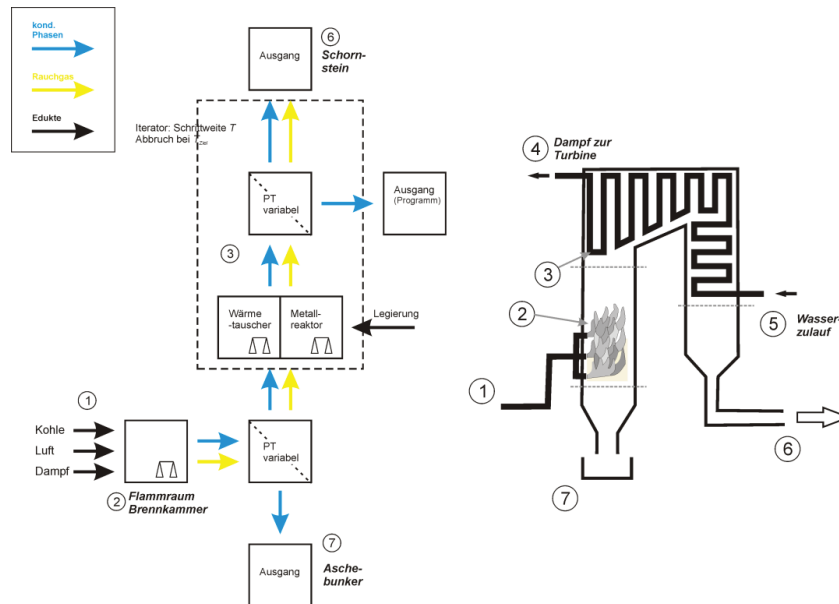 kond.
Phasen
Rauchgas
Edukte
Ausgang
6
Schorn-
stein
Iterator: Schrittweite T
Abbruch bei T Ziel
PT
variabel
Ausgang
(Programm)
3
Wärme
-tauscher
Metall-
reaktor
Legierung
1
Kohle
Luft
Dampf
PT
variabel
2
Flammraum
Brennkammer
Ausgang
7
Asche-
bunker
4
Dampf zur
Turbine
3
2
5
Wasser-
zulauf
1
6
7